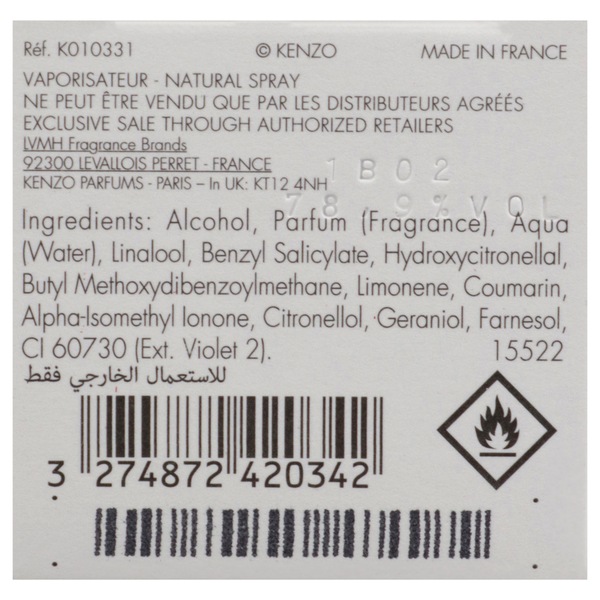 Réf. K010331 © KENZO MADE IN FRANCE
VAPORISATEUR - NATURAL SPRAY
NE PEUT ÊTRE VENDU QUE PAR LES DISTRIBUTEURS AGRÉÉS
EXCLUSIVE SALE THROUGH AUTHORIZED RETAILERS
LVMH Fragrance Brands
92300 LEVALLOIS PERRET - FRANCE
1B02
KENZO PARFUMS - PARIS – In UK: KT12 4NH
78.9%VOL
Ingredients: Alcohol, Parfum (Fragrance), Aqua
(Water), Linalool, Benzyl Salicylate, Hydroxycitronellal,
Butyl Methoxydibenzoylmethane, Limonene, Coumarin,
Alpha-Isomethyl Ionone, Citronellol, Geraniol, Farnesol,
CI 60730 (Ext. Violet 2). 15522
للاستعمال الخارجي فقط
3 274872 420342